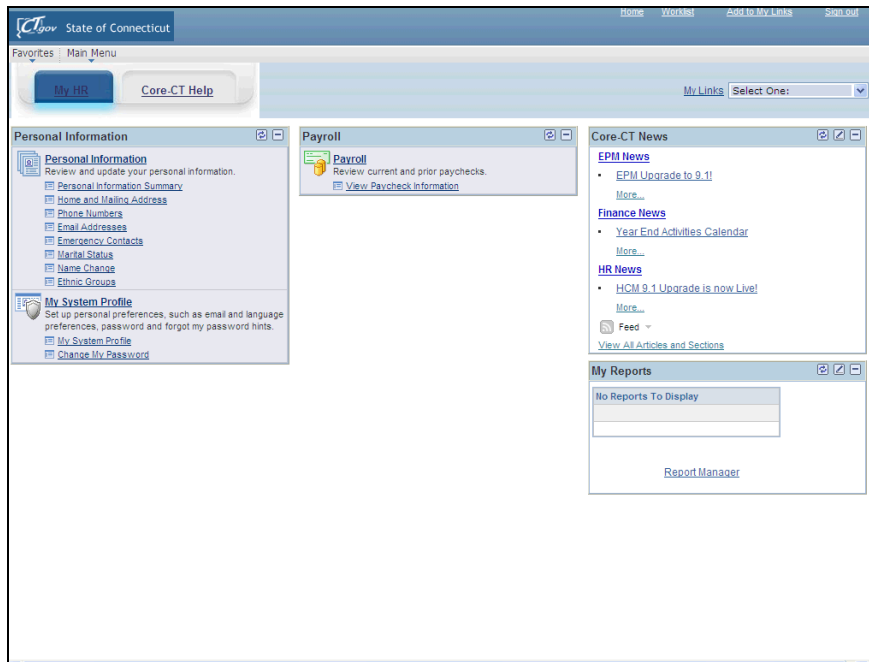 Home Worklist Add to My Links Sign out
CT.gov State of Connecticut
Favorites Main Menu
My HR Core-CT Help
My Links Select One:
Personal Information
Personal Information
Review and update your personal information.
Personal Information Summary
Home and Mailing Address
Phone Numbers
Email Addresses
Emergency Contacts
Marital Status
Name Change
Ethnic Groups
My System Profile
Set up personal preferences, such as email and language
preferences, password and forgot my password hints.
My System Profile
Change My Password
Payroll
Payroll
Review current and prior paychecks.
View Paycheck Information
Core-CT News
EPM News
EPM Upgrade to 9.1!
More...
Finance News
Year End Activities Calendar
More...
HR News
HCM 9.1 Upgrade is now Live!
More...
Feed
View All Articles and Sections
My Reports
No Reports To Display
Report Manager